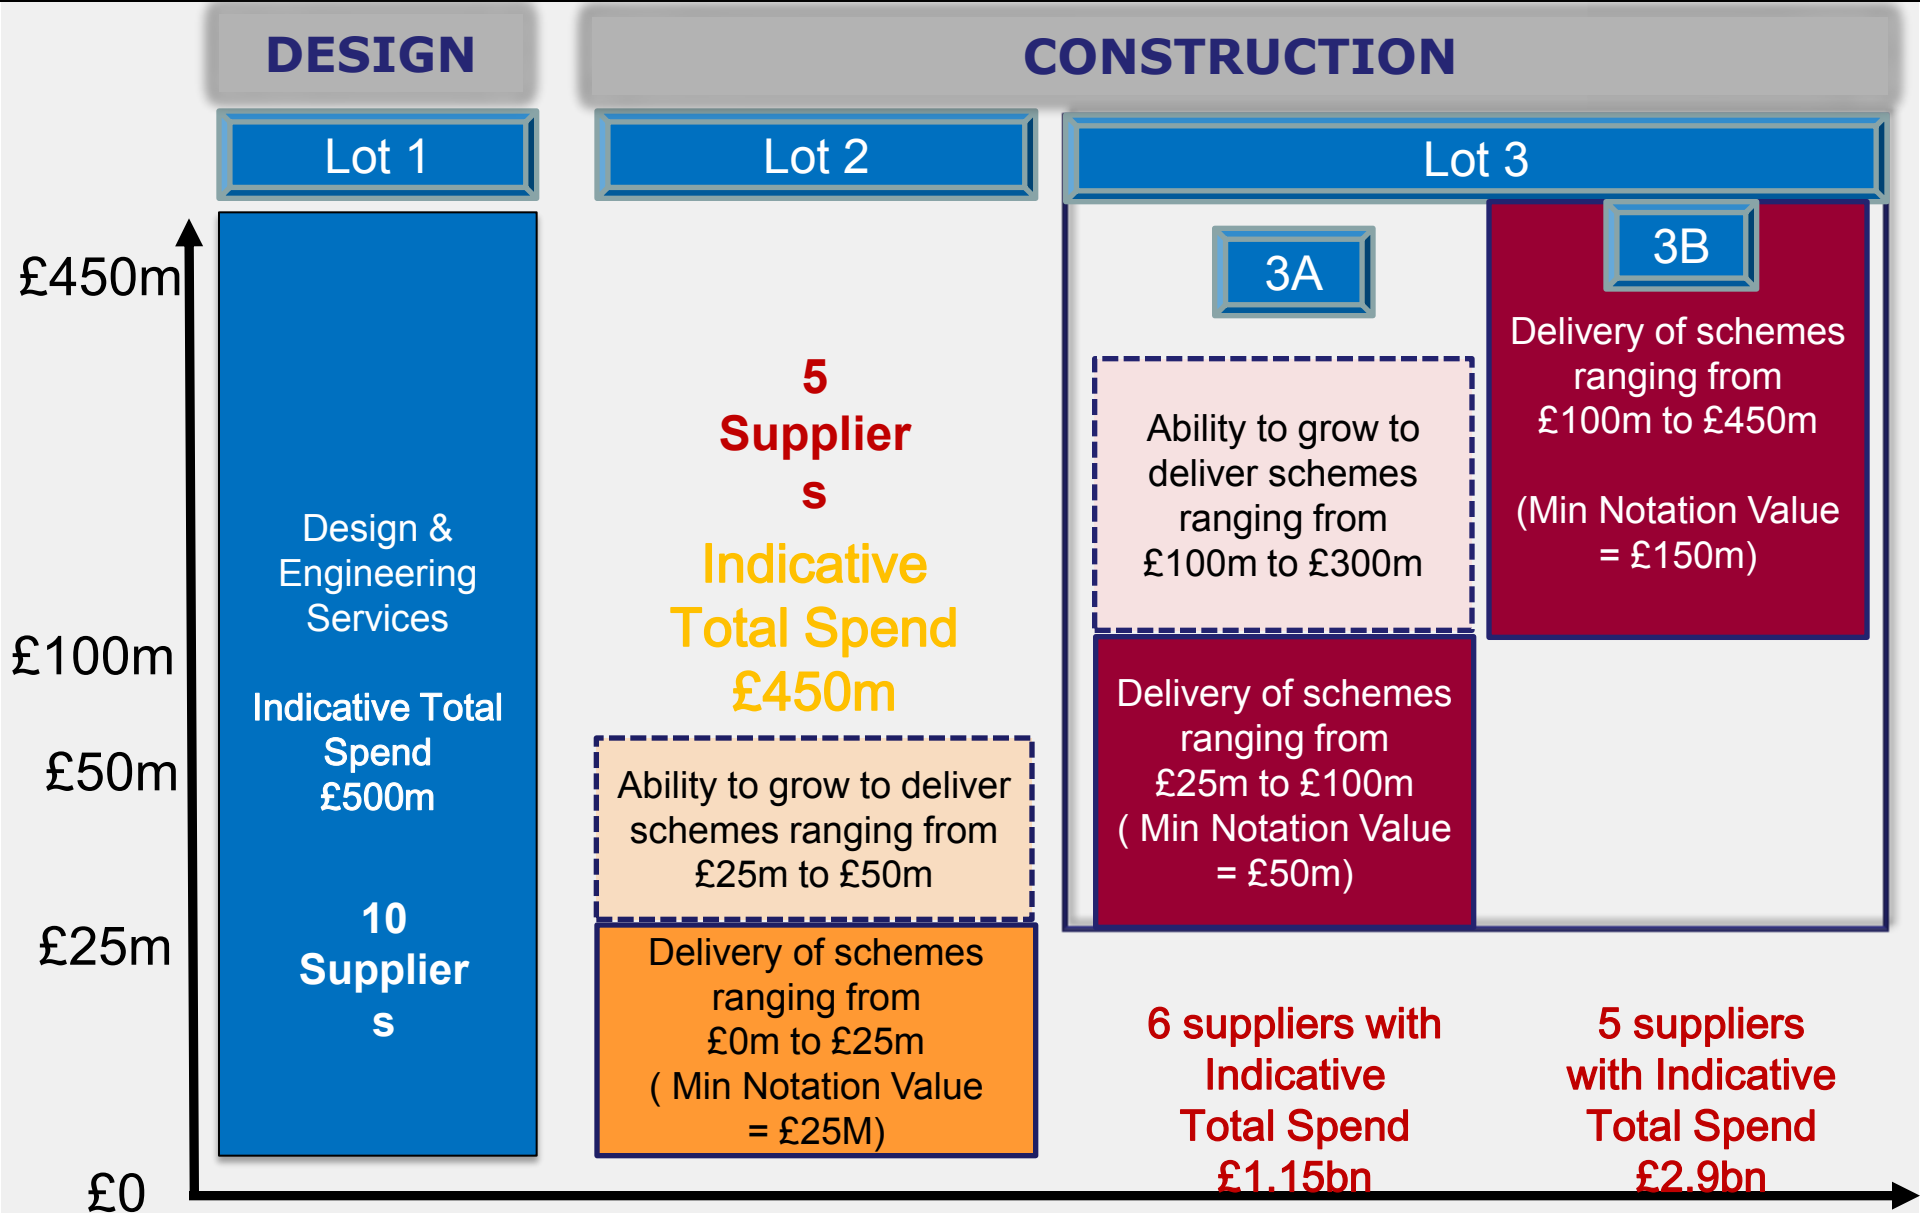 DESIGN
CONSTRUCTION
Lot 1
Lot 2
Lot 3
3A
3B
£450m
£100m
£50m
£25m
£0
Design &
Engineering
Services
Indicative Total
Spend
£500m
10
Supplier
s
5
Supplier
s
Indicative
Total Spend
£450m
Ability to grow to deliver
schemes ranging from
£25m to £50m
Delivery of schemes
ranging from
£0m to £25m
( Min Notation Value
= £25M)
Ability to grow to
deliver schemes
ranging from
£100m to £300m
Delivery of schemes
ranging from
£25m to £100m
( Min Notation Value
= £50m)
Delivery of schemes
ranging from
£100m to £450m
(Min Notation Value
= £150m)
6 suppliers with
Indicative
Total Spend
£1.15bn
5 suppliers
with Indicative
Total Spend
£2.9bn